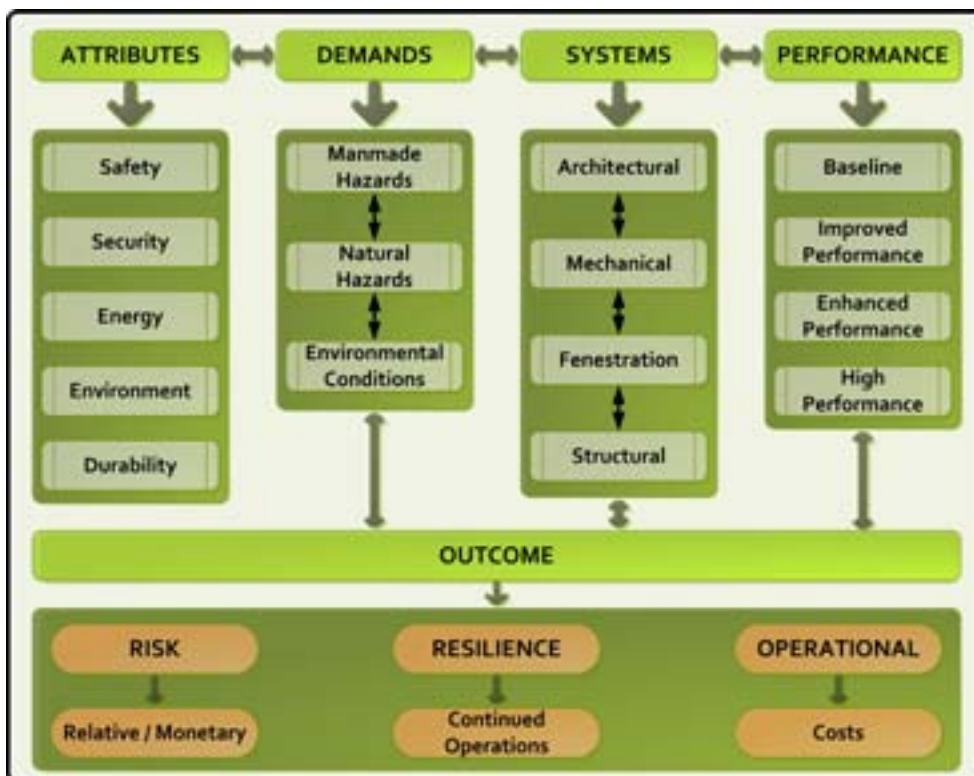 ATTRIBUTES
DEMANDS
SYSTEMS
PERFORMANCE
Safety
Security
Energy
Environment
Durability
Manmade
Hazards
Natural
Hazards
Environmental
Conditions
Architectural
Mechanical
Fenestration
Structural
Baseline
Improved
Performance
Enhanced
Performance
High
Performance
OUTCOME
RISK
RESILIENCE
OPERATIONAL
Relative / Monetary
Continued
Operations
Costs